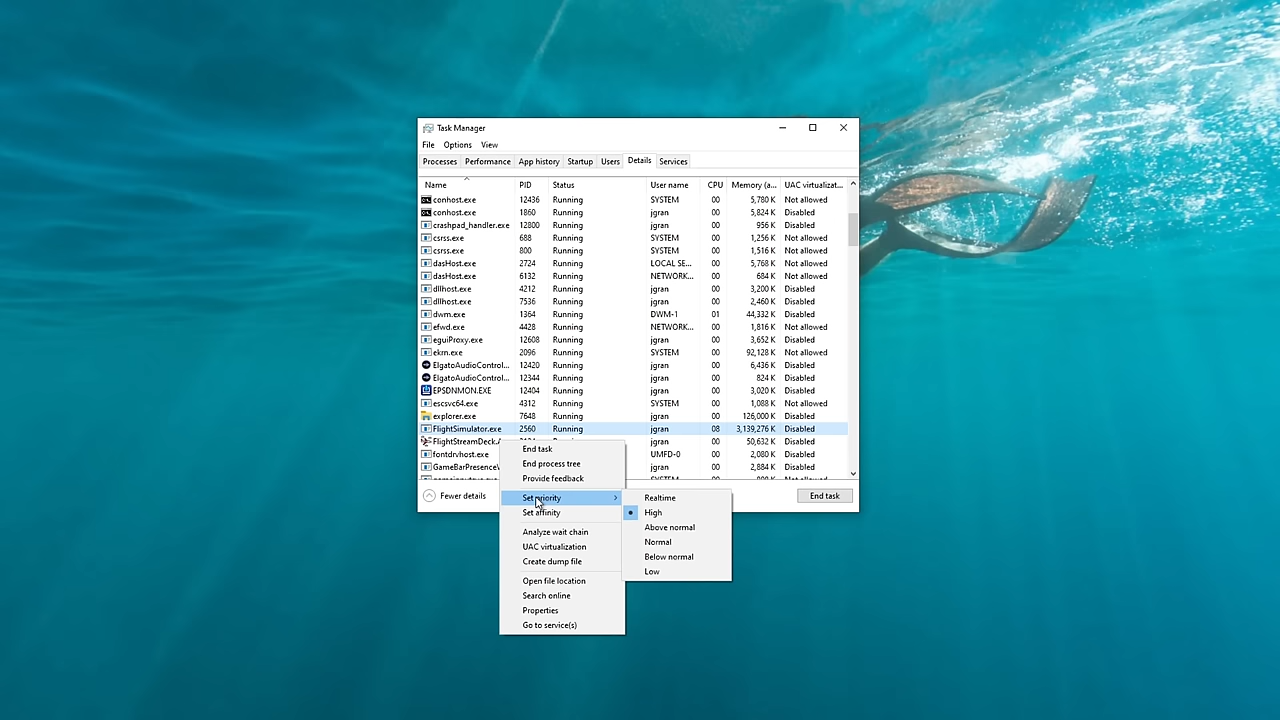 Task Manager
File Options View
Processes Performance App history Startup Users Details Services
Name PID Status User name CPU Memory (a... UAC virtualizat...
conhost.exe 12436 Running SYSTEM 00 5,780 K Not allowed
conhost.exe 1860 Running jgran 00 5,824 K Disabled
crashpad_handler.exe 12800 Running jgran 00 956 K Disabled
csrss.exe 688 Running SYSTEM 00 1,256 K Not allowed
csrss.exe 800 Running SYSTEM 00 1,516 K Not allowed
dasHost.exe 2724 Running LOCAL SE... 00 5,768 K Not allowed
dasHost.exe 6132 Running NETWORK... 00 684 K Not allowed
dllhost.exe 4212 Running jgran 00 3,200 K Disabled
dllhost.exe 7536 Running jgran 00 2,460 K Disabled
dwm.exe 1364 Running DWM-1 01 44,332 K Disabled
efwd.exe 4428 Running NETWORK... 00 1,816 K Not allowed
eguiProxy.exe 12608 Running jgran 00 3,652 K Disabled
ekrn.exe 2096 Running SYSTEM 00 92,128 K Not allowed
ElgatoAudioControl... 12420 Running jgran 00 6,436 K Disabled
ElgatoAudioControl... 12344 Running jgran 00 824 K Disabled
EPSDNMON.EXE 12404 Running jgran 00 3,020 K Disabled
escsvc64.exe 4312 Running SYSTEM 00 1,088 K Not allowed
explorer.exe 7648 Running jgran 00 126,000 K Disabled
FlightSimulator.exe 2560 Running jgran 08 3,139,276 K Disabled
FlightStreamDeck. jgran 00 50,632 K Disabled
fontdrvhost.exe UMFD-0 00 2,080 K Disabled
GameBarPresence jgran 00 2,884 K Disabled
Fewer details End task
End task
End process tree
Provide feedback
Set priority
Set affinity
Analyze wait chain
UAC virtualization
Create dump file
Open file location
Search online
Properties
Go to service(s)
Realtime
High
Above normal
Normal
Below normal
Low